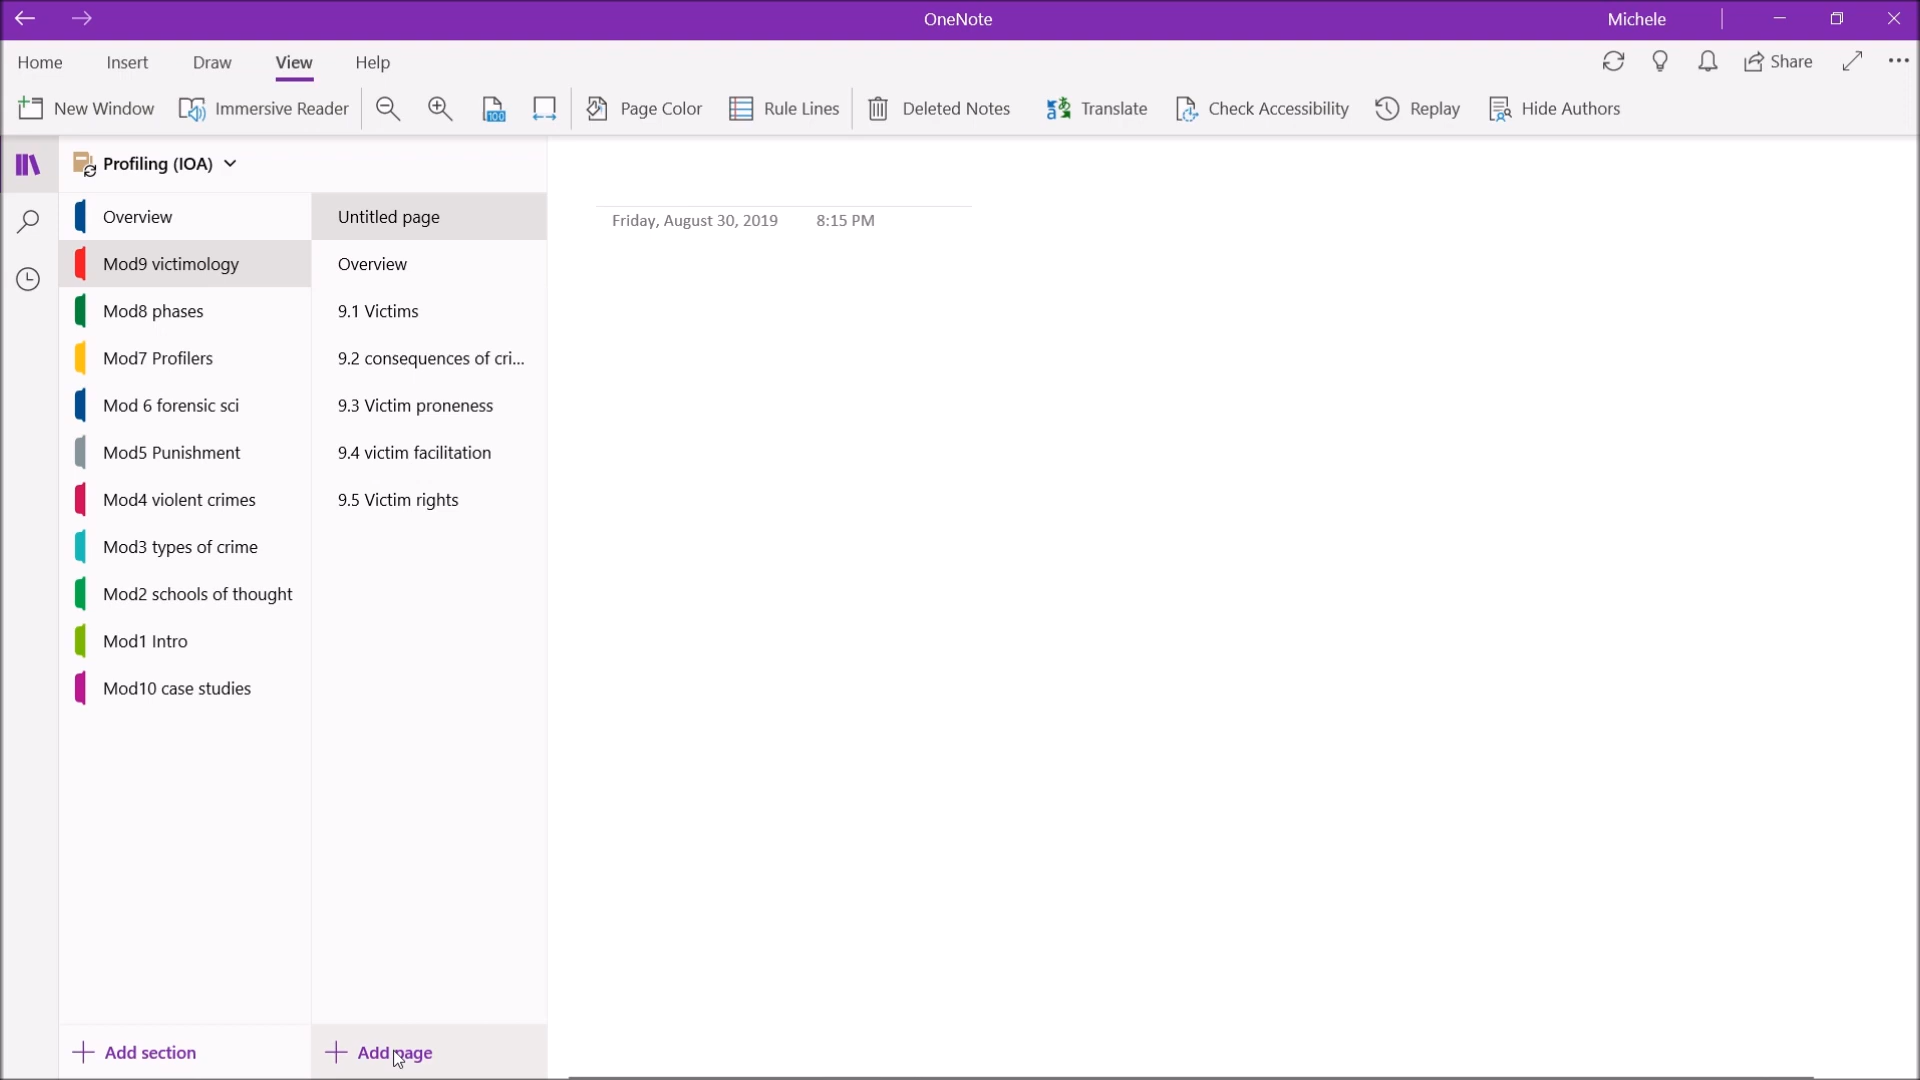 OneNote
Michele
Home Insert Draw View Help
Share
New Window Immersive Reader 100 Page Color Rule Lines Deleted Notes Translate Check Accessibility Replay Hide Authors
Profiling (IOA)
Overview
Mod9 victimology
Mod8 phases
Mod7 Profilers
Mod 6 forensic sci
Mod5 Punishment
Mod4 violent crimes
Mod3 types of crime
Mod2 schools of thought
Mod1 Intro
Mod10 case studies
Add section
Untitled page
Overview
9.1 Victims
9.2 consequences of cri...
9.3 Victim proneness
9.4 victim facilitation
9.5 Victim rights
Add page
Friday, August 30, 2019 8:15 PM